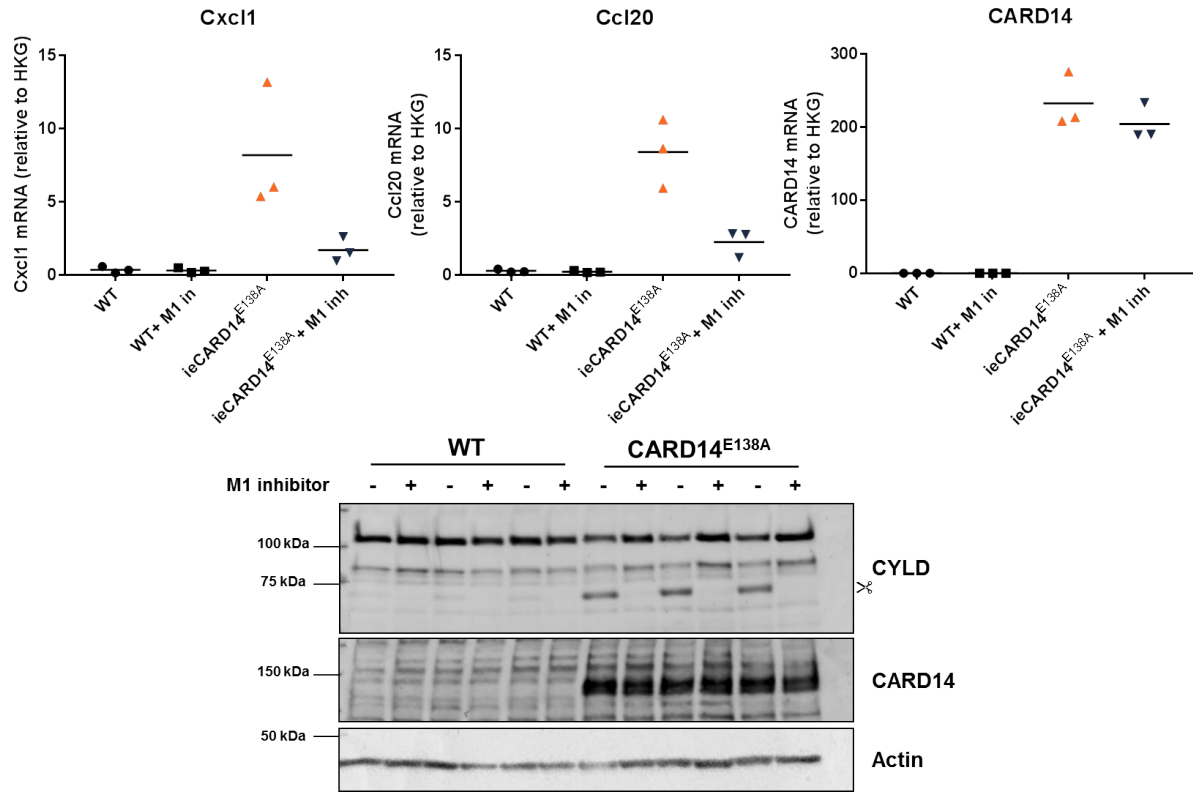 Cxcl1
Cxcl1 mRNA (relative to HKG)
15
10
5
0
WT
WT+ M1 in
ieCARD14E138A
ieCARD14E138A + M1 inh
Ccl20
Ccl20 mRNA
(relative to HKG)
15
10
5
0
WT
WT+ M1 in
ieCARD14E138A
ieCARD14E138A + M1 inh
CARD14
CARD14 mRNA
(relative to HKG)
300
200
100
0
WT
WT+ M1 in
ieCARD14E138A
ieCARD14E138A + M1 inh
WT CARD14E138A
M1 inhibitor - + - + - + - + - + - +
100 kDa
75 kDa
CYLD
150 kDa
CARD14
50 kDa
Actin